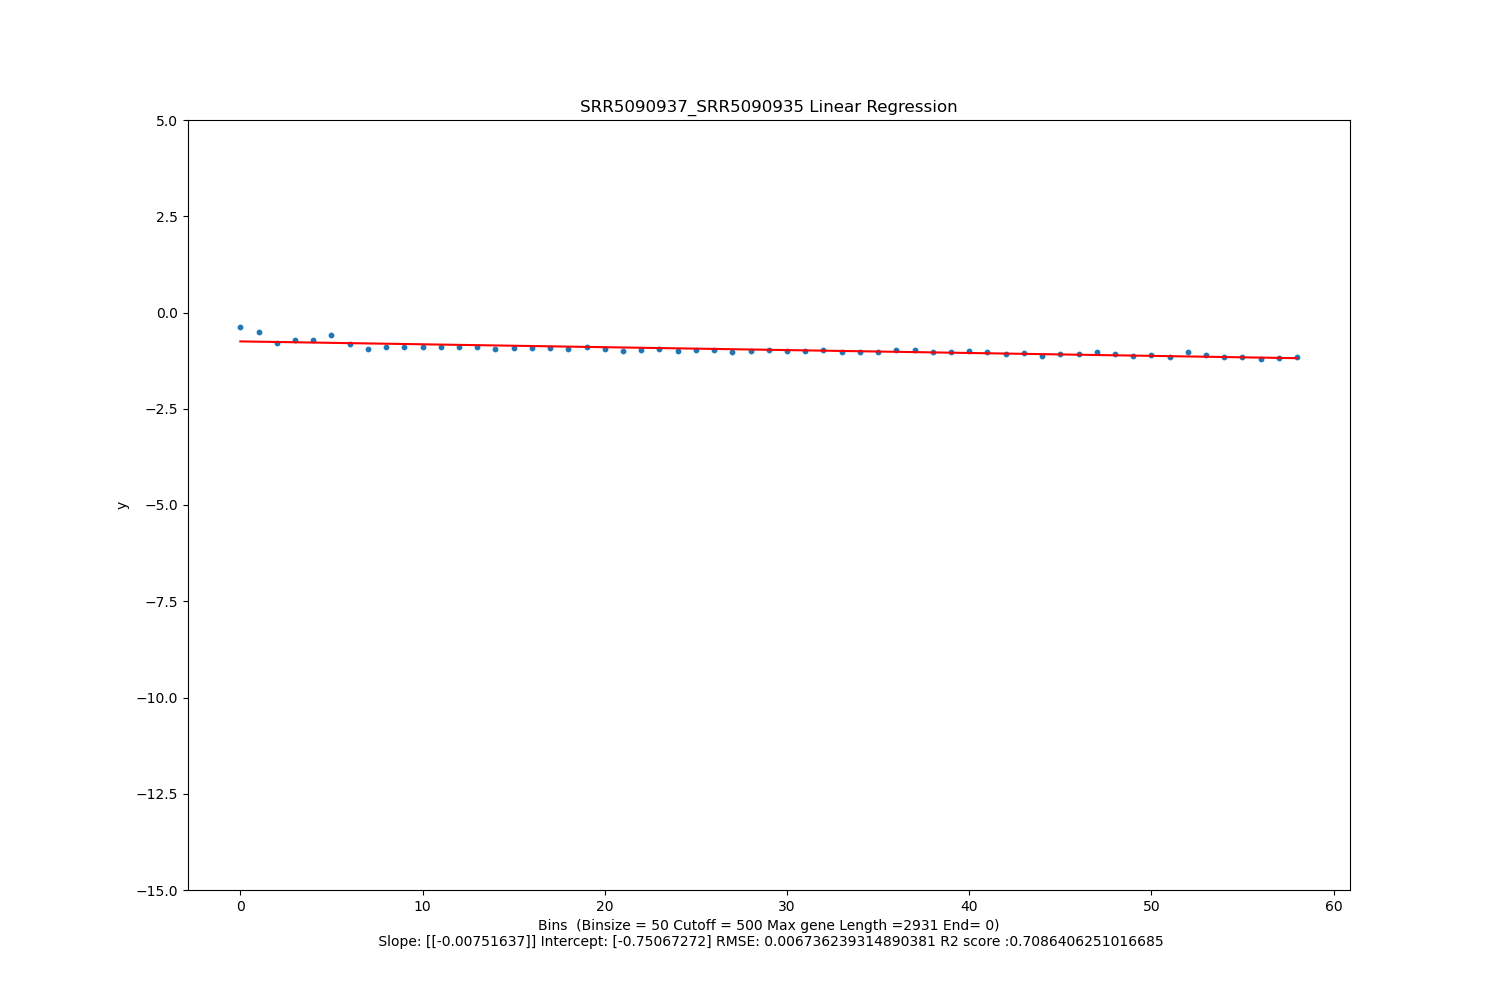 SRR5090937_SRR5090935 Linear Regression
5.0
2.5
0.0
−2.5
−5.0
−7.5
−10.0
−12.5
−15.0
y
0 10 20 30 40 50 60
Bins  (Binsize = 50 Cutoff = 500 Max gene Length =2931 End= 0)
Slope: [[-0.00751637]] Intercept: [-0.75067272] RMSE: 0.006736239314890381 R2 score :0.7086406251016685